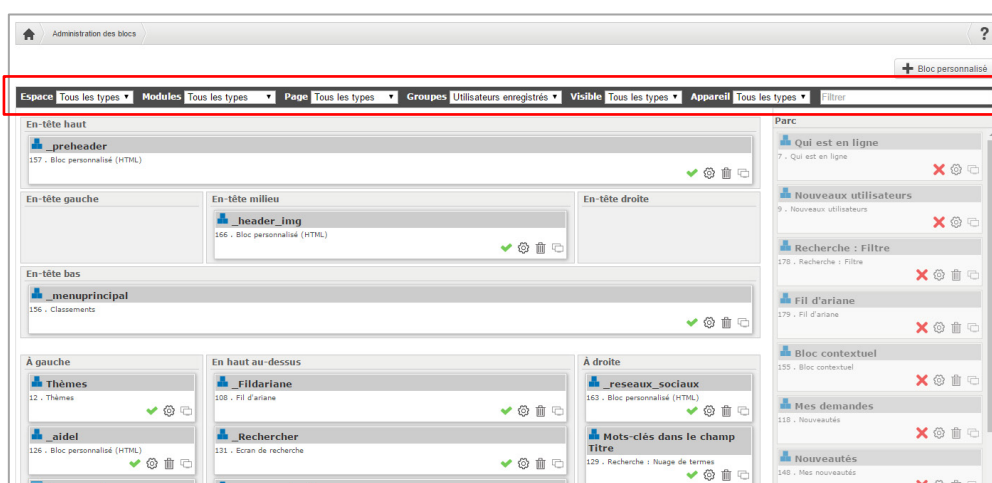 Administration des blocs
?
Bloc personnalisé
Espace Tous les types Modules Tous les types Page Tous les types Groupes Utilisateurs enregistrés Visible Tous les types Appareil Tous les types Filtrer
En-tête haut
_preheader
157 . Bloc personnalisé (HTML)
En-tête gauche
En-tête milieu
_header_img
166 . Bloc personnalisé (HTML)
En-tête droite
En-tête bas
_menuprincipal
156 . Classements
À gauche
Thèmes
12 . Thèmes
_aidel
126 . Bloc personnalisé (HTML)
En haut au-dessus
_Fildariane
108 . Fil d'ariane
_Rechercher
131 . Ecran de recherche
À droite
_reseaux_sociaux
163 . Bloc personnalisé (HTML)
Mots-clés dans le champ
Titre
129 . Recherche : Nuage de termes
Parc
Qui est en ligne
7 . Qui est en ligne
Nouveaux utilisateurs
9 . Nouveaux utilisateurs
Recherche : Filtre
178 . Recherche : Filtre
Fil d'ariane
179 . Fil d'ariane
Bloc contextuel
155 . Bloc contextuel
Mes demandes
118 . Nouveautés
Nouveautés
148 . Mes nouveautés